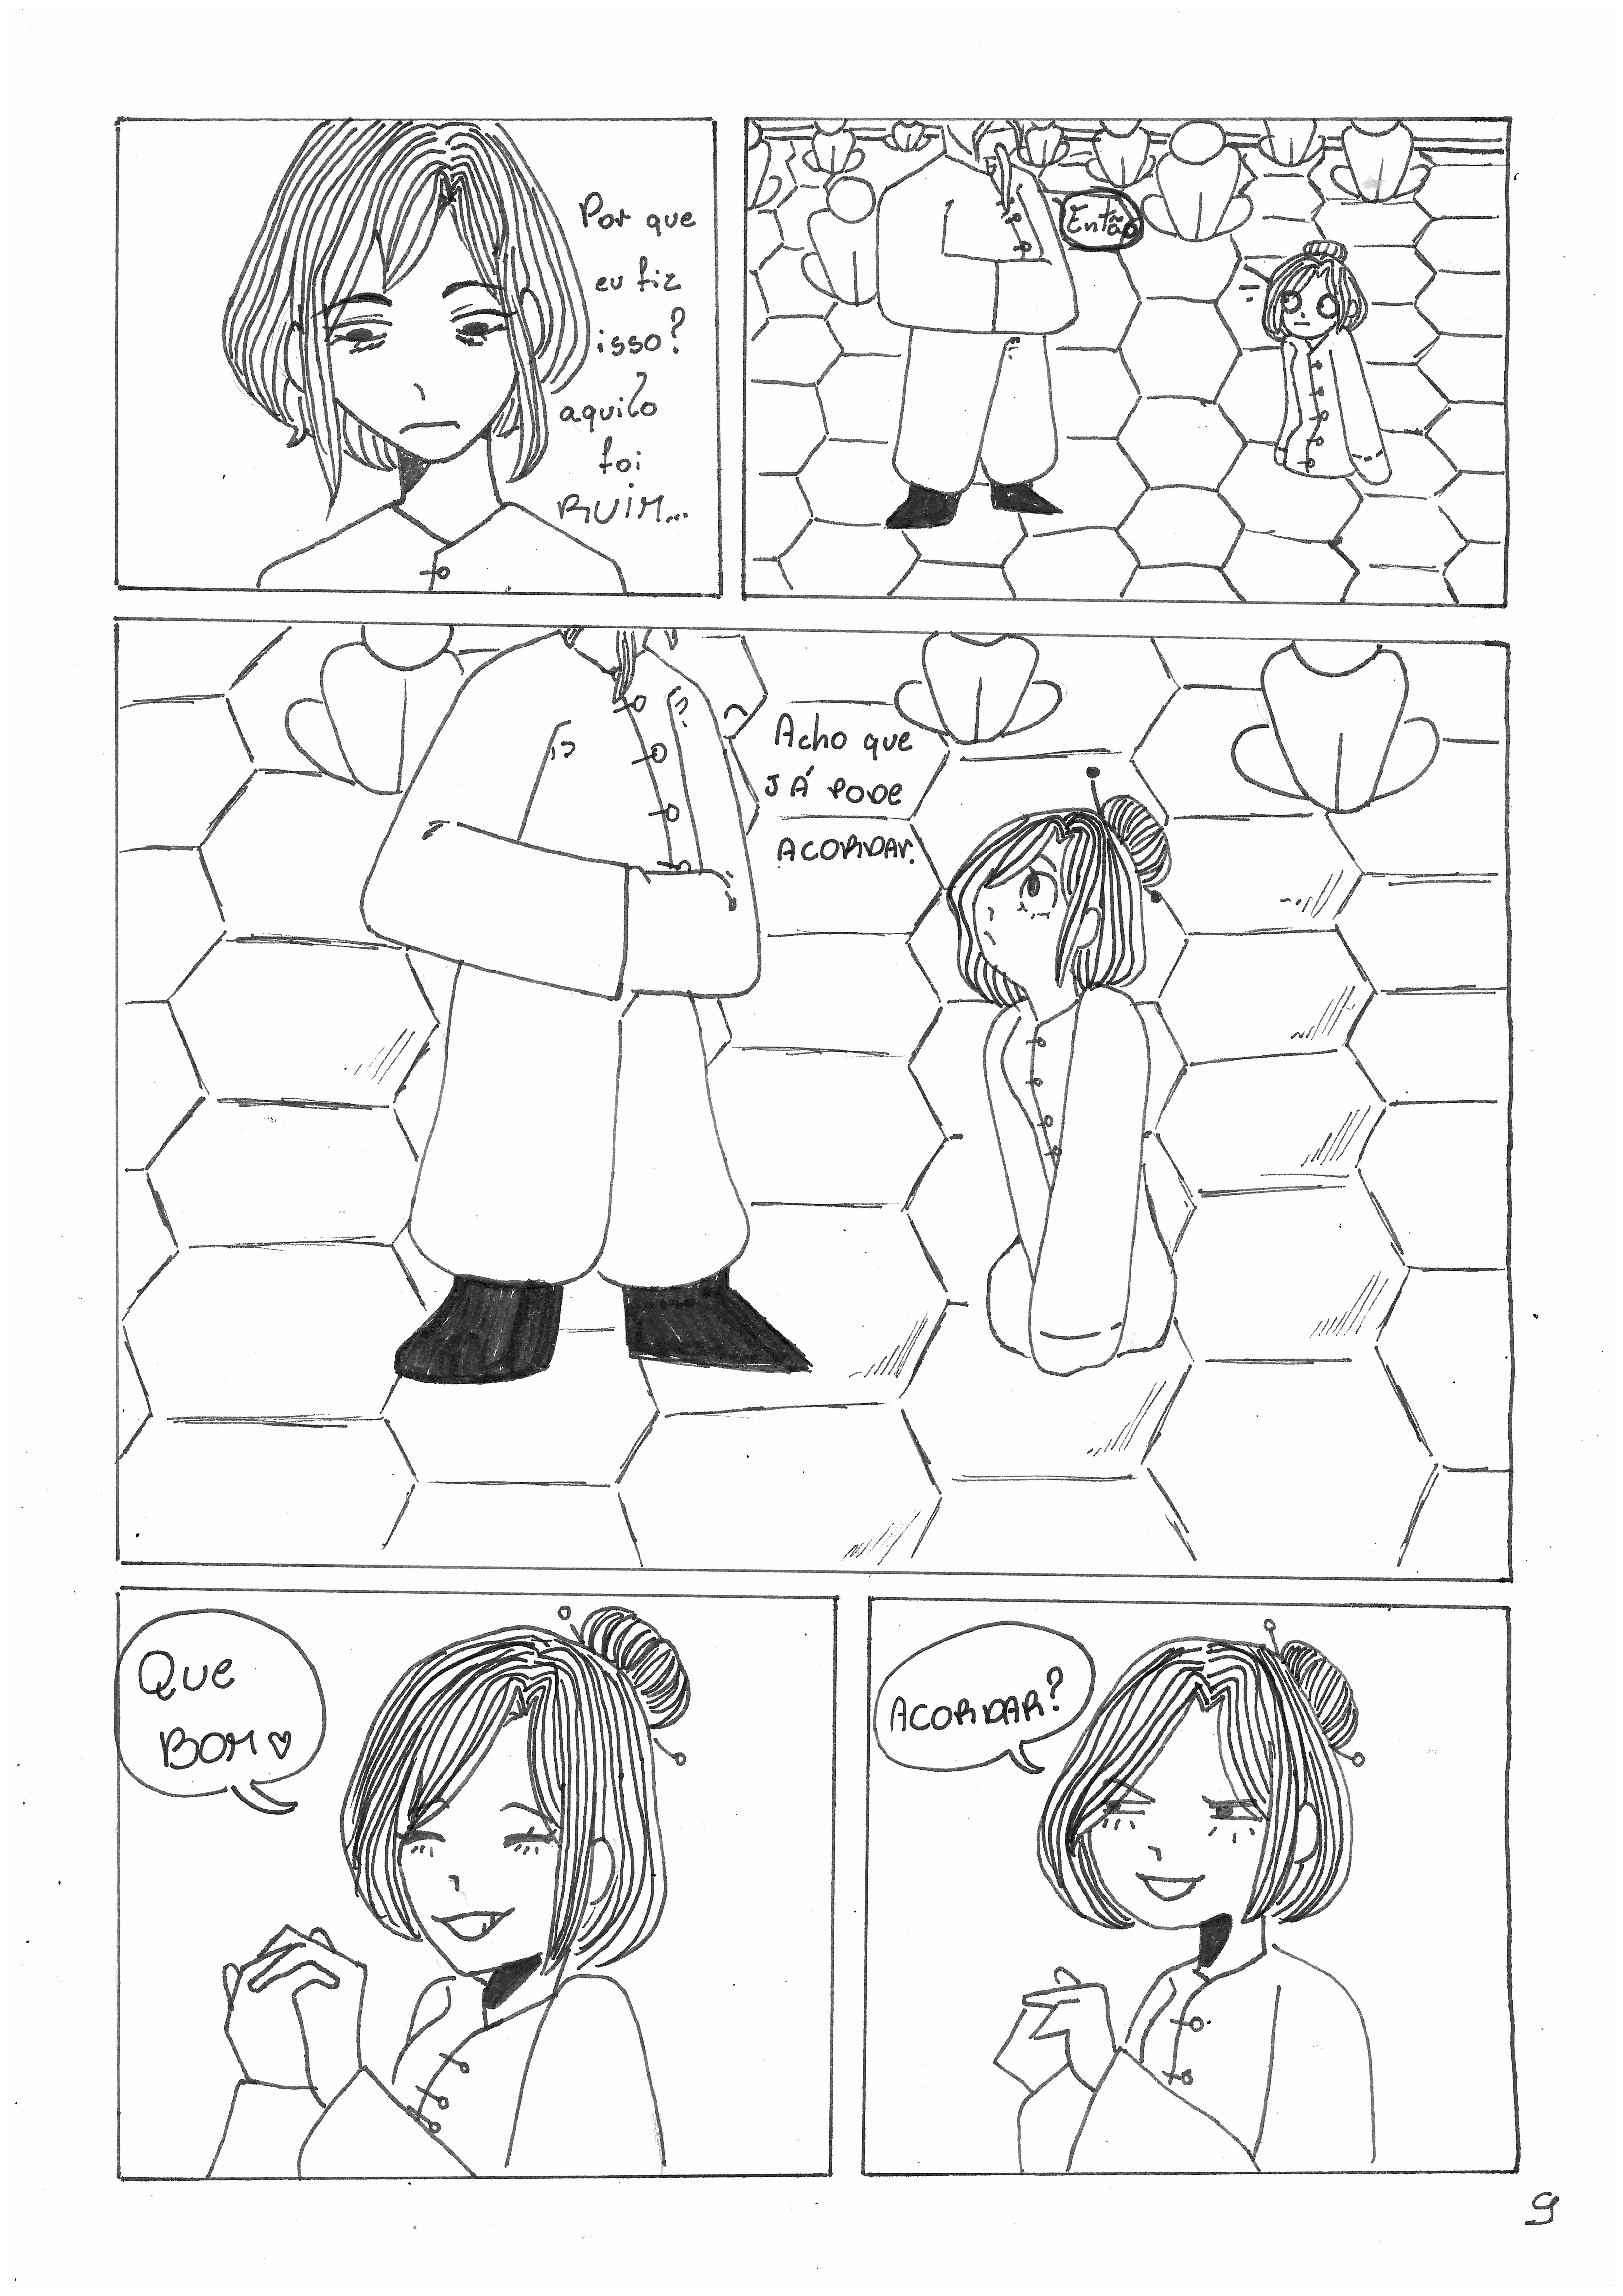 Por que
eu fiz
isso?
aquilo
foi
RUIM...
Então
Acho que
JÁ PODE
ACORDAR.
QUE
BOM♡
ACORDAR?
9